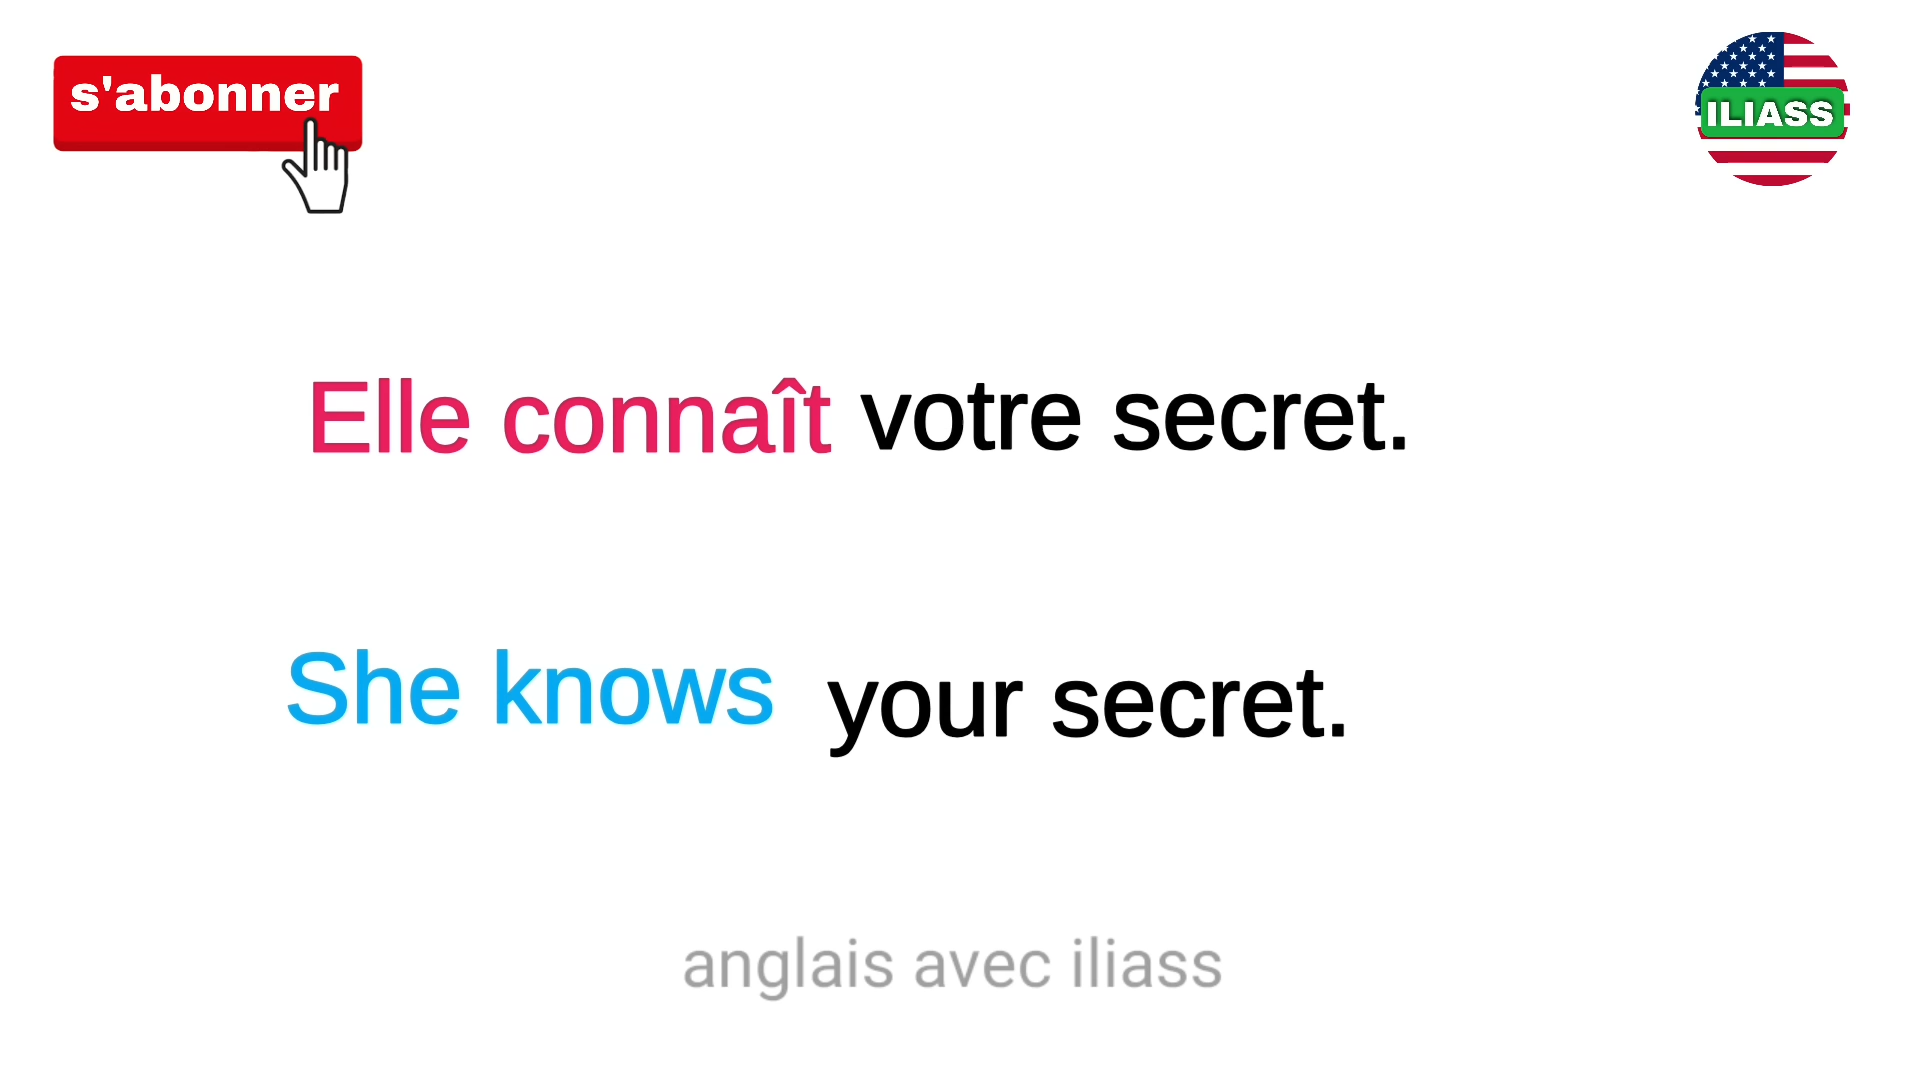 s'abonner
ILIASS
Elle connaît votre secret.
She knows your secret.
anglais avec iliass